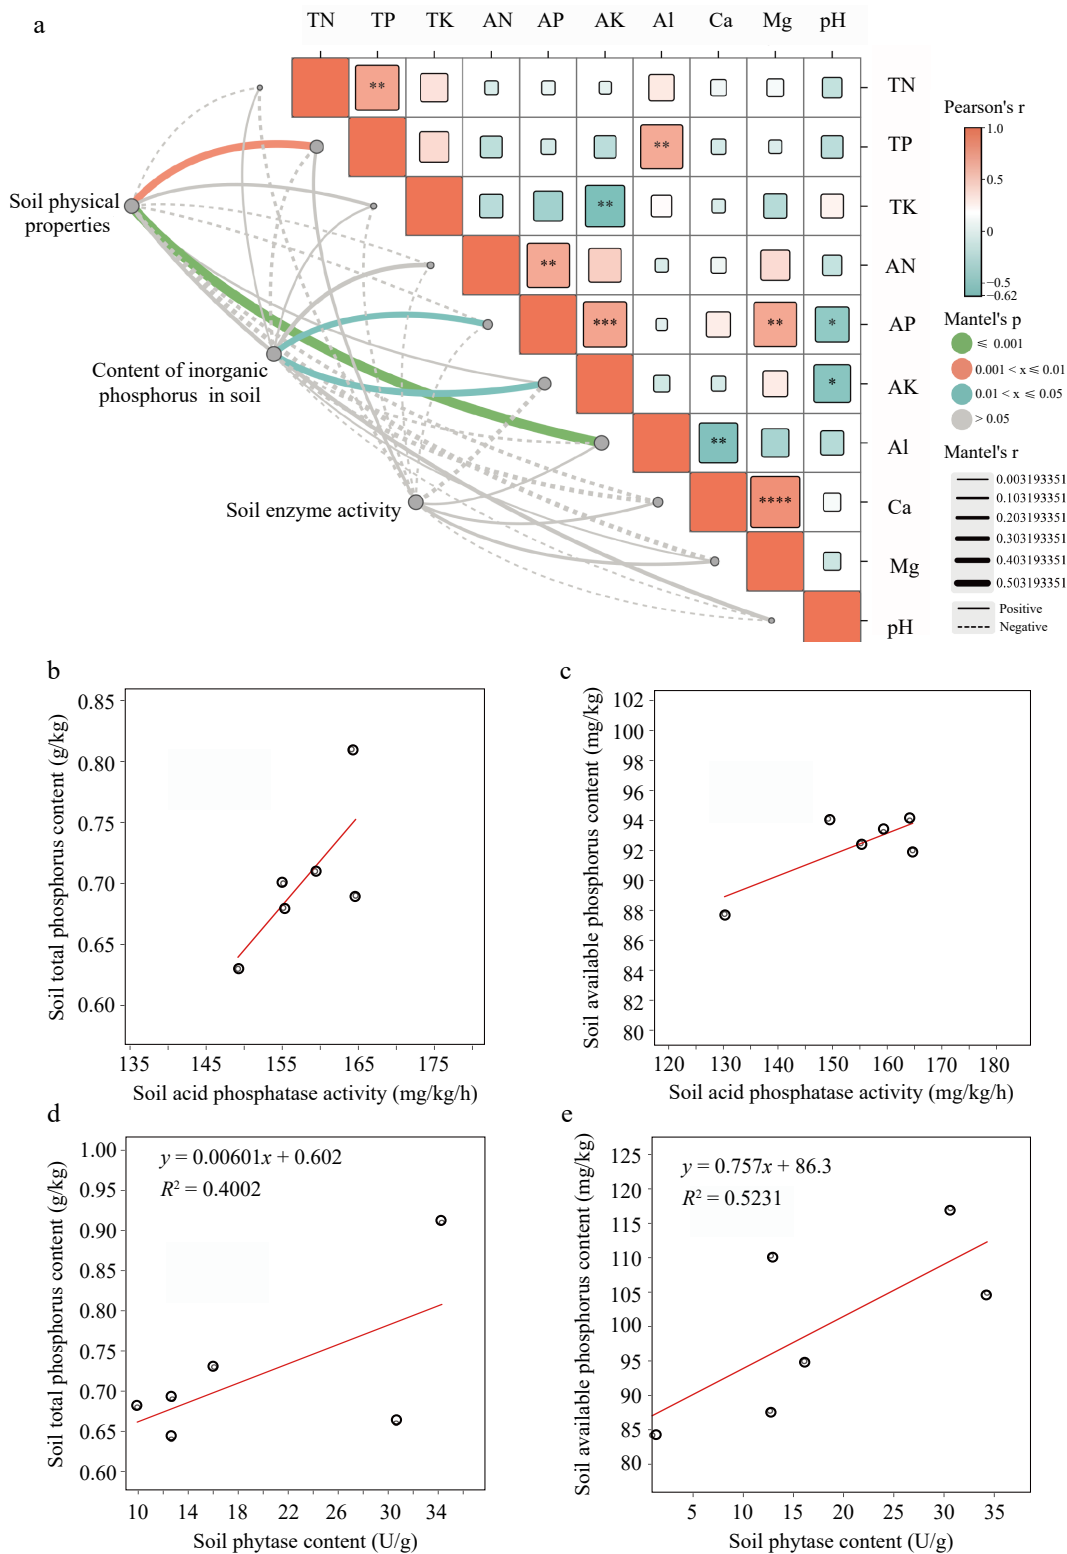 a
TN TP TK AN AP AK Al Ca Mg pH
TN
**
TP
**
TK
**
AN
**
AP
*** ** *
AK
*
Al
**
Ca
****
Mg
pH
Soil physical
properties
Content of inorganic
phosphorus in soil
Soil enzyme activity
Pearson's r
1.0
0.5
0
−0.5
−0.62
Mantel's p
≤ 0.001
0.001 < x ≤ 0.01
0.01 < x ≤ 0.05
> 0.05
Mantel's r
0.003193351
0.103193351
0.203193351
0.303193351
0.403193351
0.503193351
Positive
Negative
b
Soil total phosphorus content (g/kg)
0.85
0.80
0.75
0.70
0.65
0.60
135 145 155 165 175
Soil acid phosphatase activity (mg/kg/h)
c
Soil available phosphorus content (mg/kg)
102
100
98
96
94
92
90
88
86
84
82
80
120 130 140 150 160 170 180
Soil acid phosphatase activity (mg/kg/h)
d
Soil total phosphorus content (g/kg)
y = 0.00601x + 0.602
R² = 0.4002
1.00
0.95
0.90
0.85
0.80
0.75
0.70
0.65
0.60
10 14 18 22 26 30 34
Soil phytase content (U/g)
e
Soil available phosphorus content (mg/kg)
y = 0.757x + 86.3
R² = 0.5231
125
120
115
110
105
100
95
90
85
80
5 10 15 20 25 30 35
Soil phytase content (U/g)